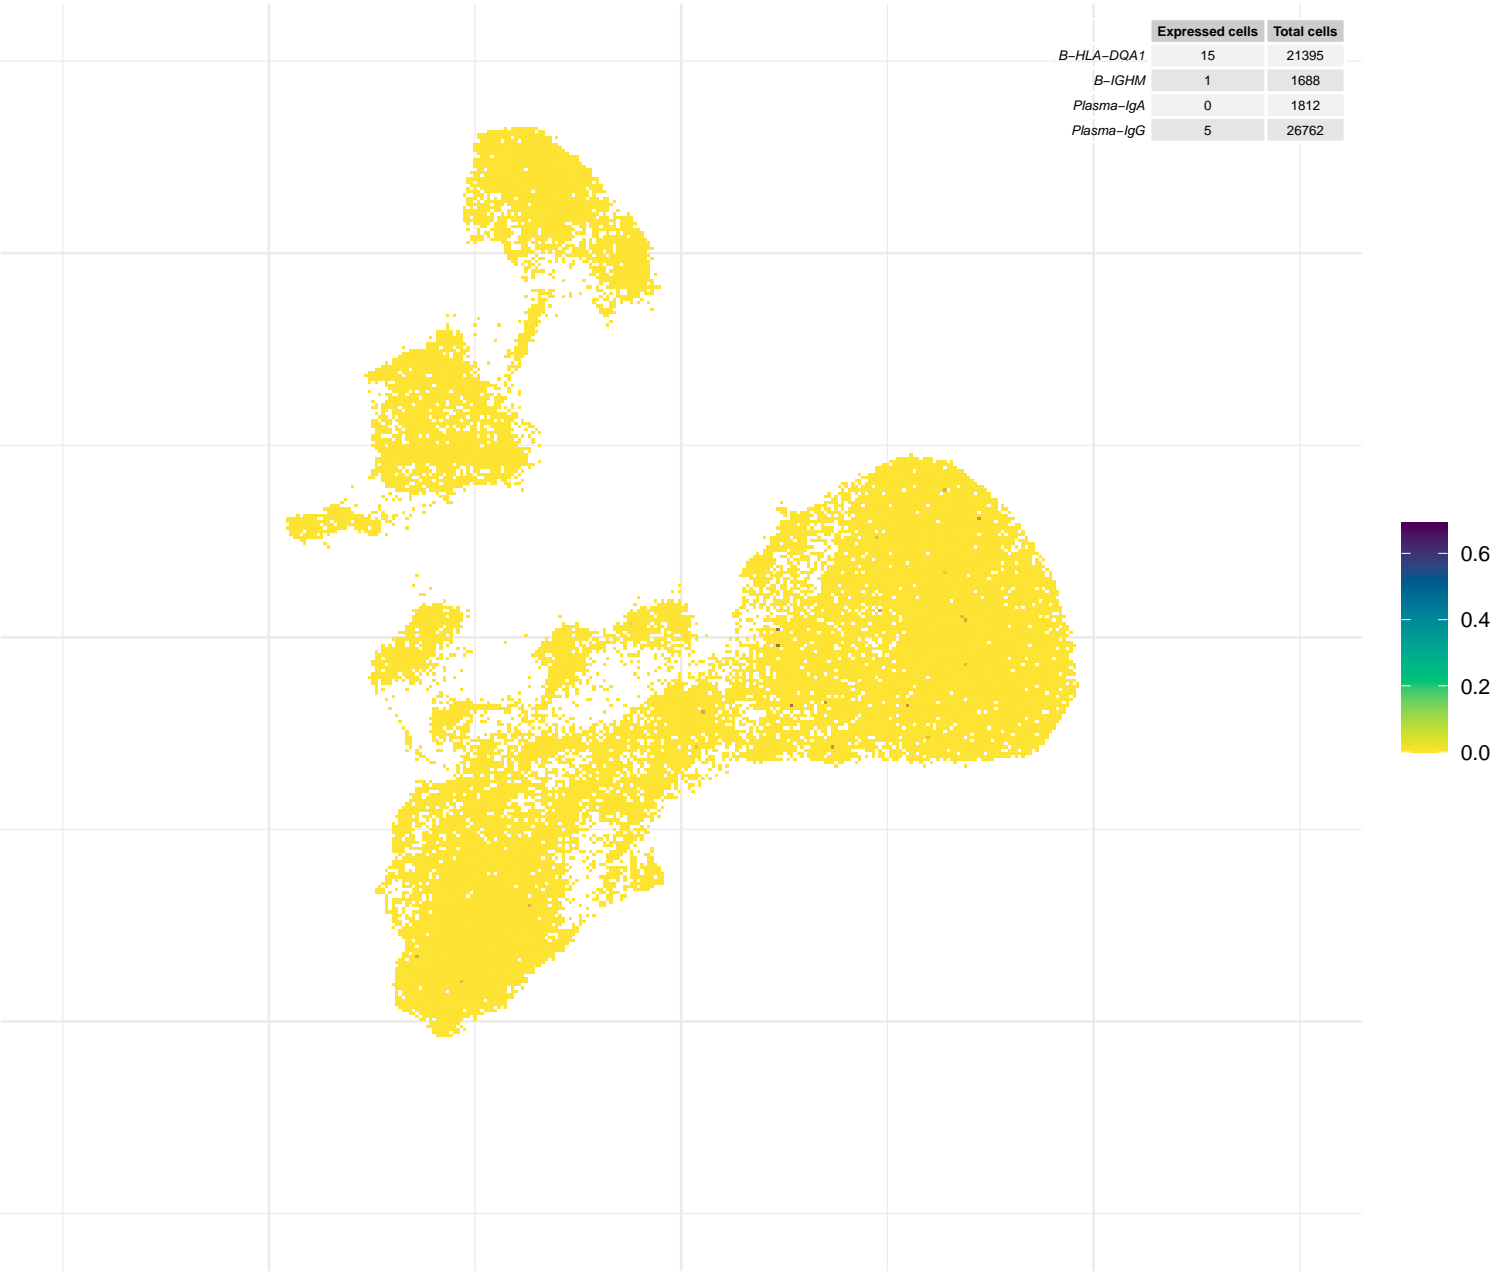 Expressed cells Total cells
B−HLA−DQA1 15 21395
B−IGHM 1 1688
Plasma−IgA 0 1812
Plasma−IgG 5 26762
0.6
0.4
0.2
0.0